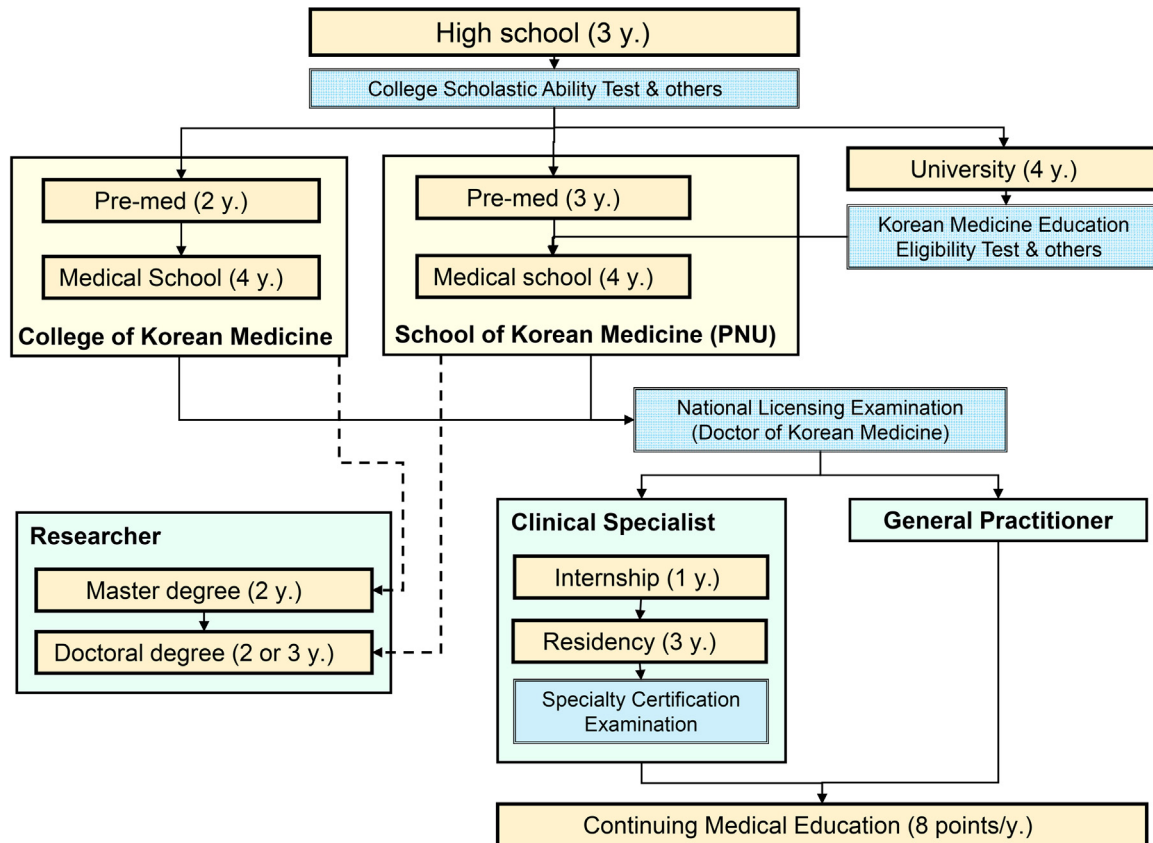 High school (3 y.)
College Scholastic Ability Test & others
Pre-med (2 y.)
Medical School (4 y.)
College of Korean Medicine
Pre-med (3 y.)
Medical school (4 y.)
School of Korean Medicine (PNU)
University (4 y.)
Korean Medicine Education
Eligibility Test & others
National Licensing Examination
(Doctor of Korean Medicine)
Researcher
Master degree (2 y.)
Doctoral degree (2 or 3 y.)
Clinical Specialist
Internship (1 y.)
Residency (3 y.)
Specialty Certification
Examination
General Practitioner
Continuing Medical Education (8 points/y.)